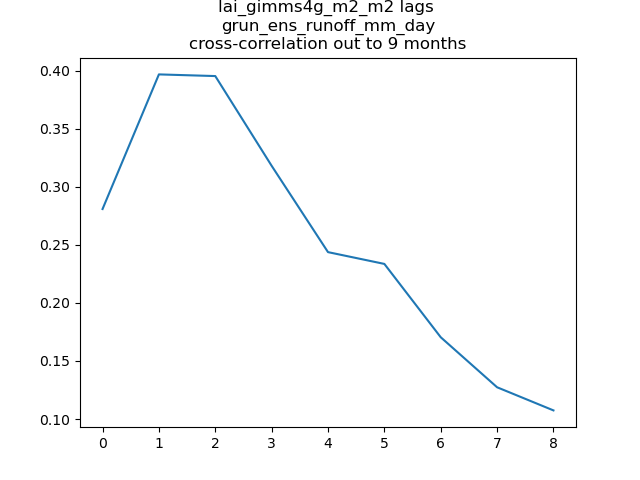 lai_gimms4g_m2_m2 lags
grun_ens_runoff_mm_day
cross-correlation out to 9 months
0.40
0.35
0.30
0.25
0.20
0.15
0.10
0 1 2 3 4 5 6 7 8